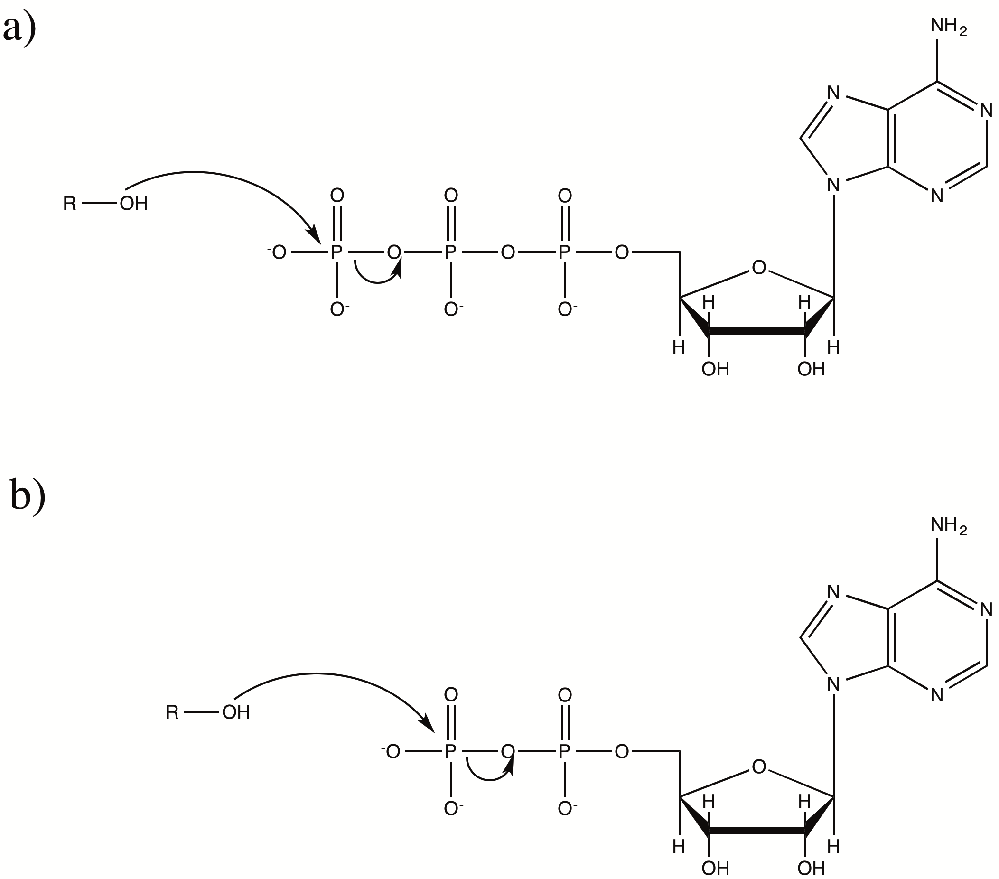 a)
NH2
N
N
N
N
R OH
O O O
-O P O P O P O
O- O- O-
O
H H
H H
OH OH
b)
NH2
N
N
N
N
R OH
O O
-O P O P O
O- O-
O
H H
H H
OH OH